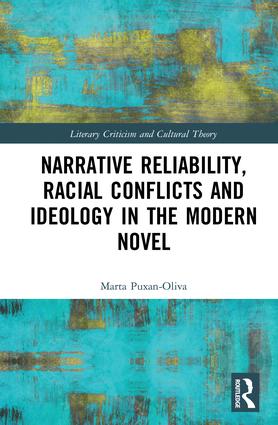 Literary Criticism and Cultural Theory
NARRATIVE RELIABILITY,
RACIAL CONFLICTS AND
IDEOLOGY IN THE MODERN
NOVEL
Marta Puxan-Oliva
ROUTLEDGE